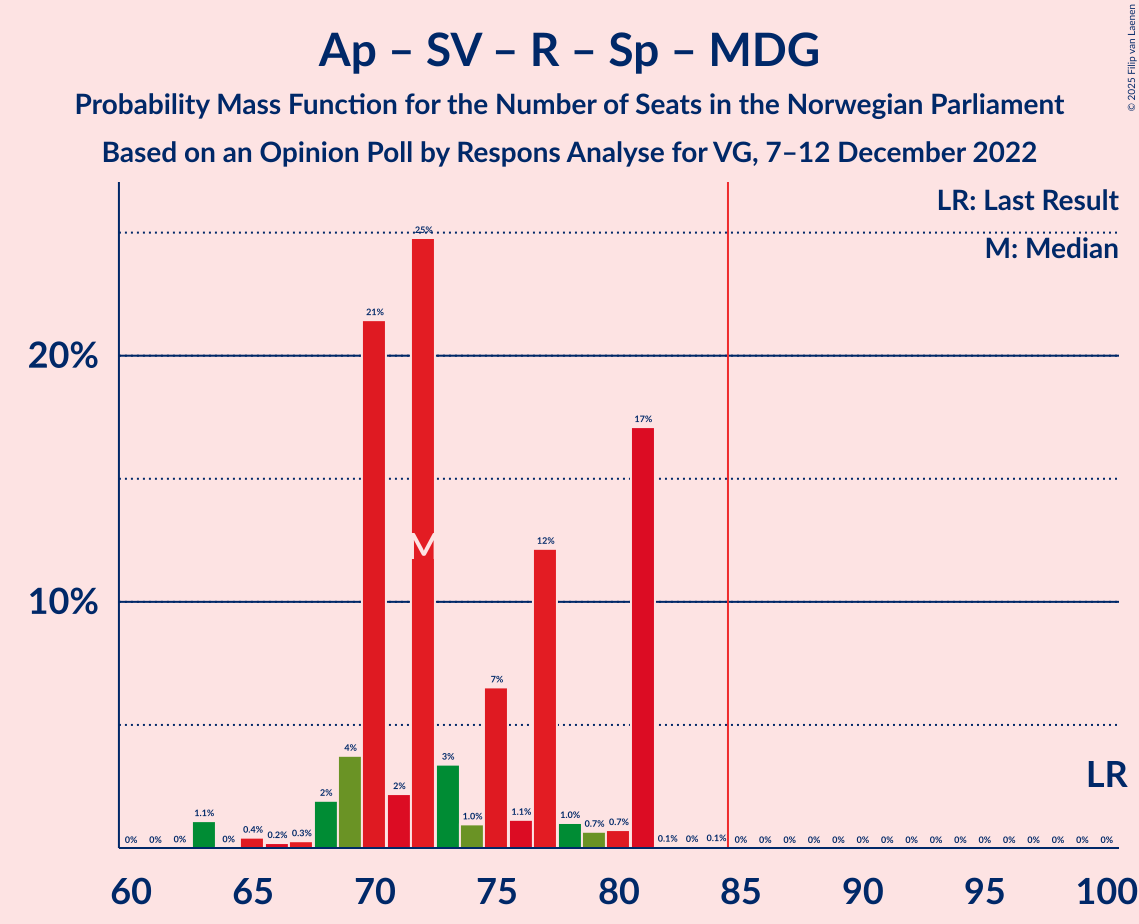 Ap – SV – R – Sp – MDG
Probability Mass Function for the Number of Seats in the Norwegian Parliament
Based on an Opinion Poll by Respons Analyse for VG, 7–12 December 2022
© 2025 Filip van Laenen
LR: Last Result
M: Median
20%
10%
0% 0% 0% 1.1% 0% 0.4% 0.2% 0.3% 2% 4% 21% 2% 25% 3% 1.0% 7% 1.1% 12% 1.0% 0.7% 0.7% 17% 0.1% 0% 0.1% 0% 0% 0% 0% 0% 0% 0% 0% 0% 0% 0% 0% 0% 0% 0% 0%
M
LR
60 65 70 75 80 85 90 95 100